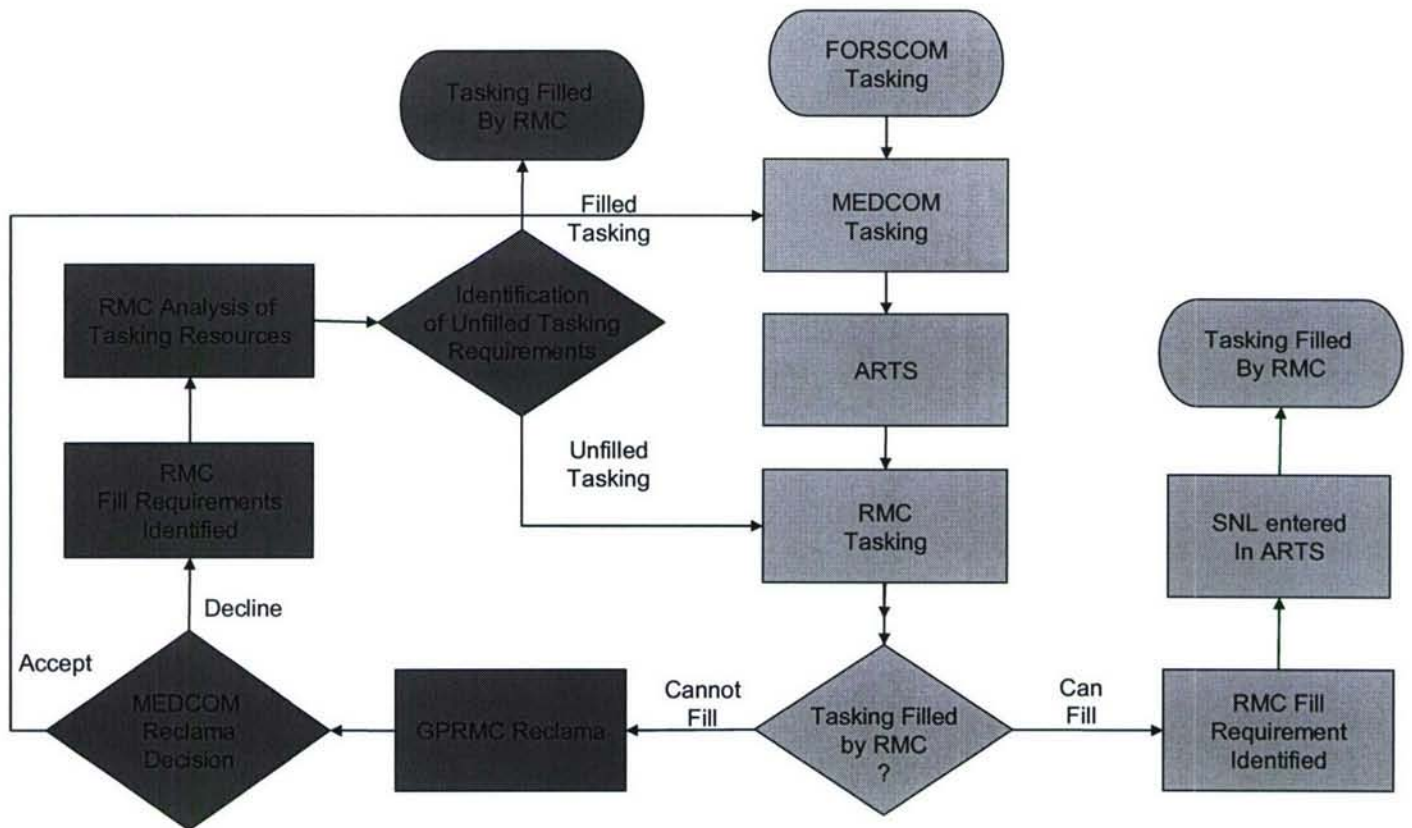 FORSCOM
Tasking
Tasking Filled
By RMC
MEDCOM
Tasking
Filled
Tasking
RMC Analysis of
Tasking Resources
Identification
of Unfilled Tasking
Requirements
ARTS
Tasking Filled
By RMC
Unfilled
Tasking
RMC
Fill Requirements
Identified
RMC
Tasking
SNL entered
In ARTS
Decline
Accept
MEDCOM
Reclama
Decision
GPRMC Reclama
Cannot
Fill
Tasking Filled
by RMC
?
Can
Fill
RMC Fill
Requirement
Identified